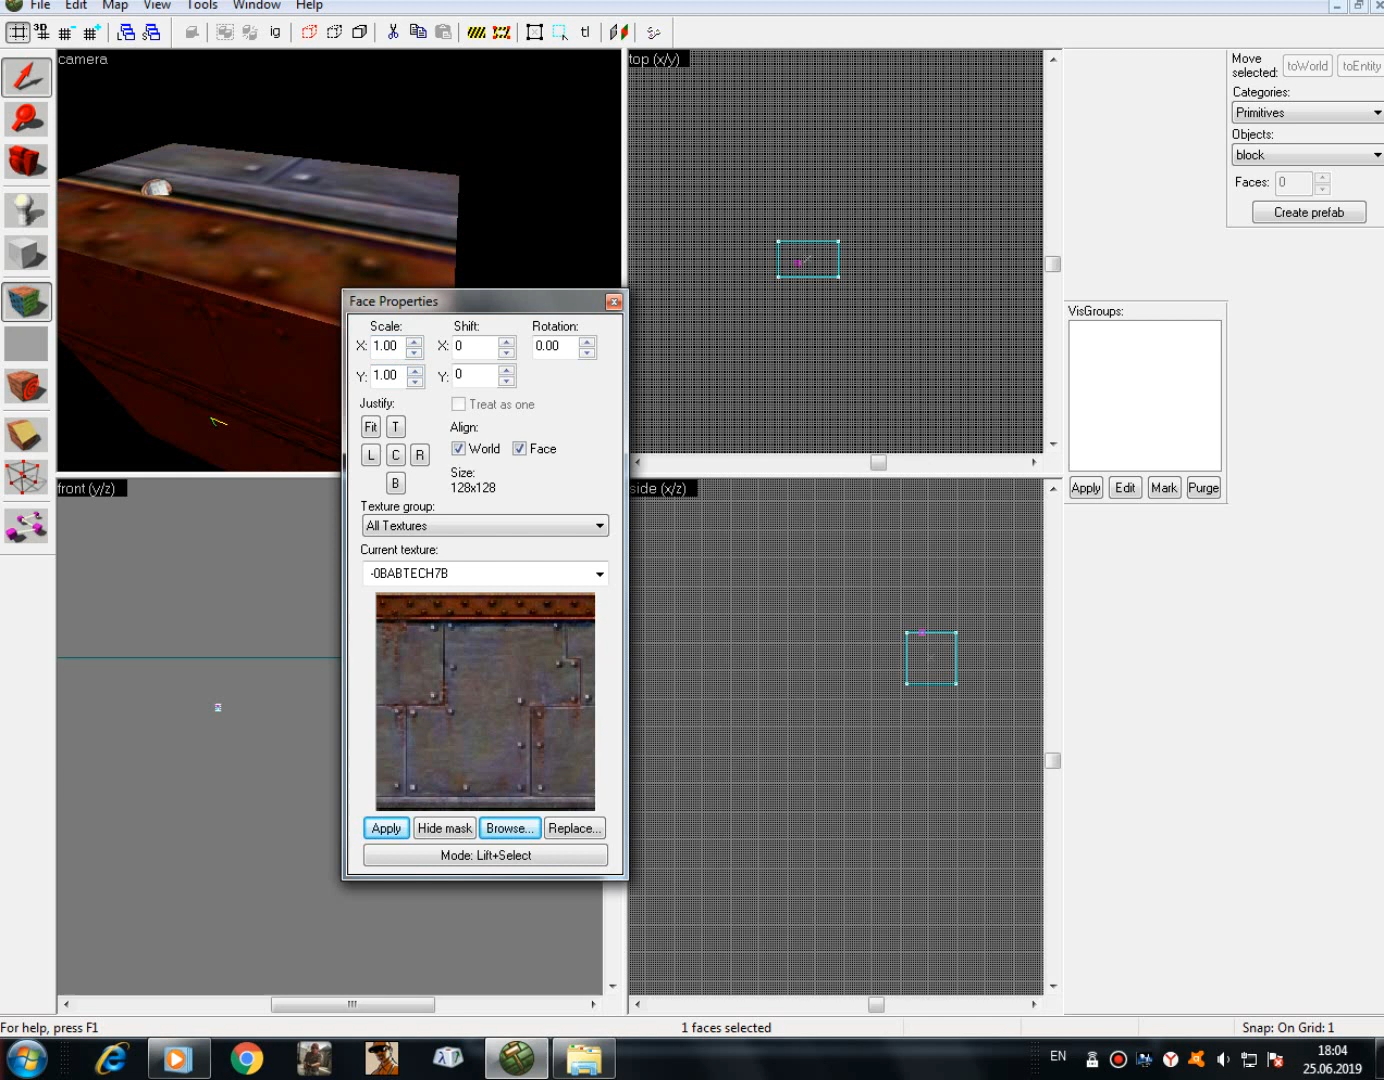 File Edit Map View Tools Window Help
3D
ig
tl
camera
top (x/y)
front (y/z)
side (x/z)
Move selected: toWorld toEntity
Categories:
Primitives
Objects:
block
Faces: 0
Create prefab
VisGroups:
Apply Edit Mark Purge
Face Properties
Scale: Shift: Rotation:
X: 1.00 X: 0 0.00
Y: 1.00 Y: 0
Justify:
Treat as one
Fit T
Align:
L C R
World Face
B
Size:
128x128
Texture group:
All Textures
Current texture:
-0BABTECH7B
Apply Hide mask Browse... Replace...
Mode: Lift+Select
For help, press F1
1 faces selected
Snap: On Grid: 1
EN
18:04
25.06.2019